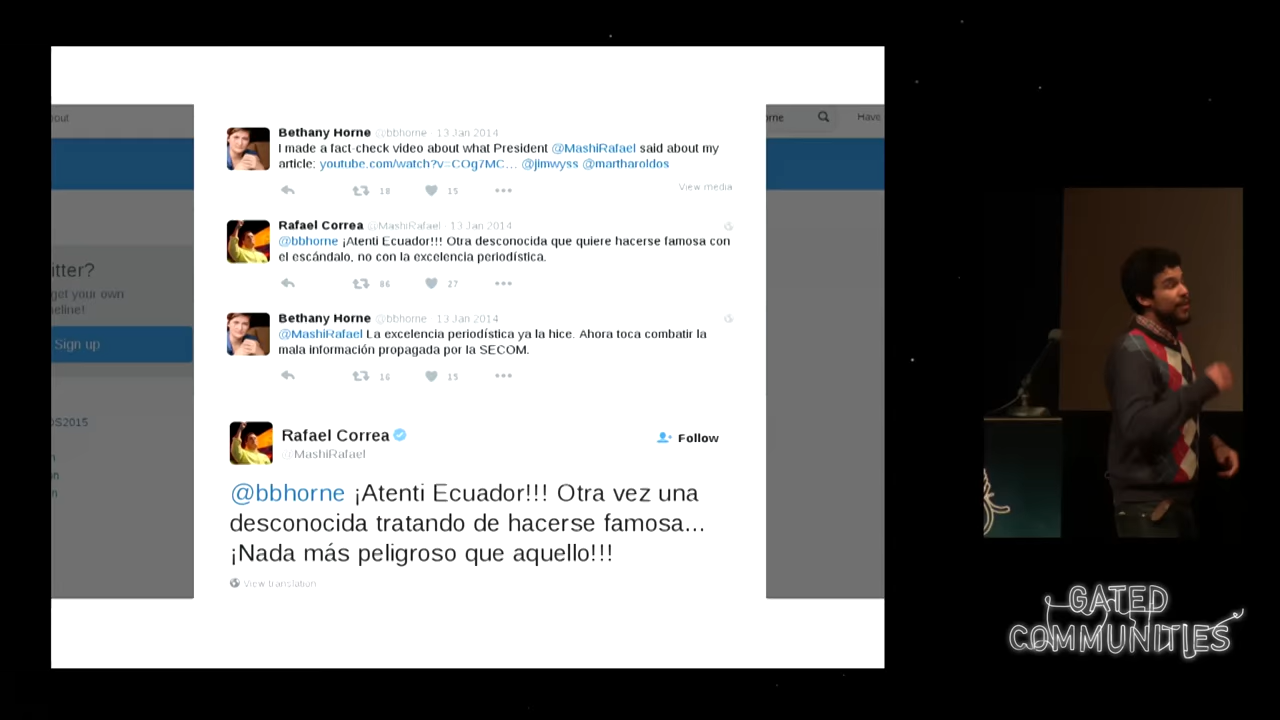 out
rne
Have
Bethany Horne @bbhorne · 13 Jan 2014
I made a fact-check video about what President @MashiRafael said about my
article: youtube.com/watch?v=COg7MC... @jimwyss @martharoldos
18 15 View media
Rafael Correa @MashiRafael · 13 Jan 2014
@bbhorne ¡Atenti Ecuador!!! Otra desconocida que quiere hacerse famosa con
el escándalo, no con la excelencia periodística.
86 27
Bethany Horne @bbhorne · 13 Jan 2014
@MashiRafael La excelencia periodística ya la hice. Ahora toca combatir la
mala información propagada por la SECOM.
16 15
itter?
get your own
eline!
Sign up
OS2015
Rafael Correa
@MashiRafael
Follow
@bbhorne ¡Atenti Ecuador!!! Otra vez una
desconocida tratando de hacerse famosa...
¡Nada más peligroso que aquello!!!
View translation
GATED
COMMUNITIES